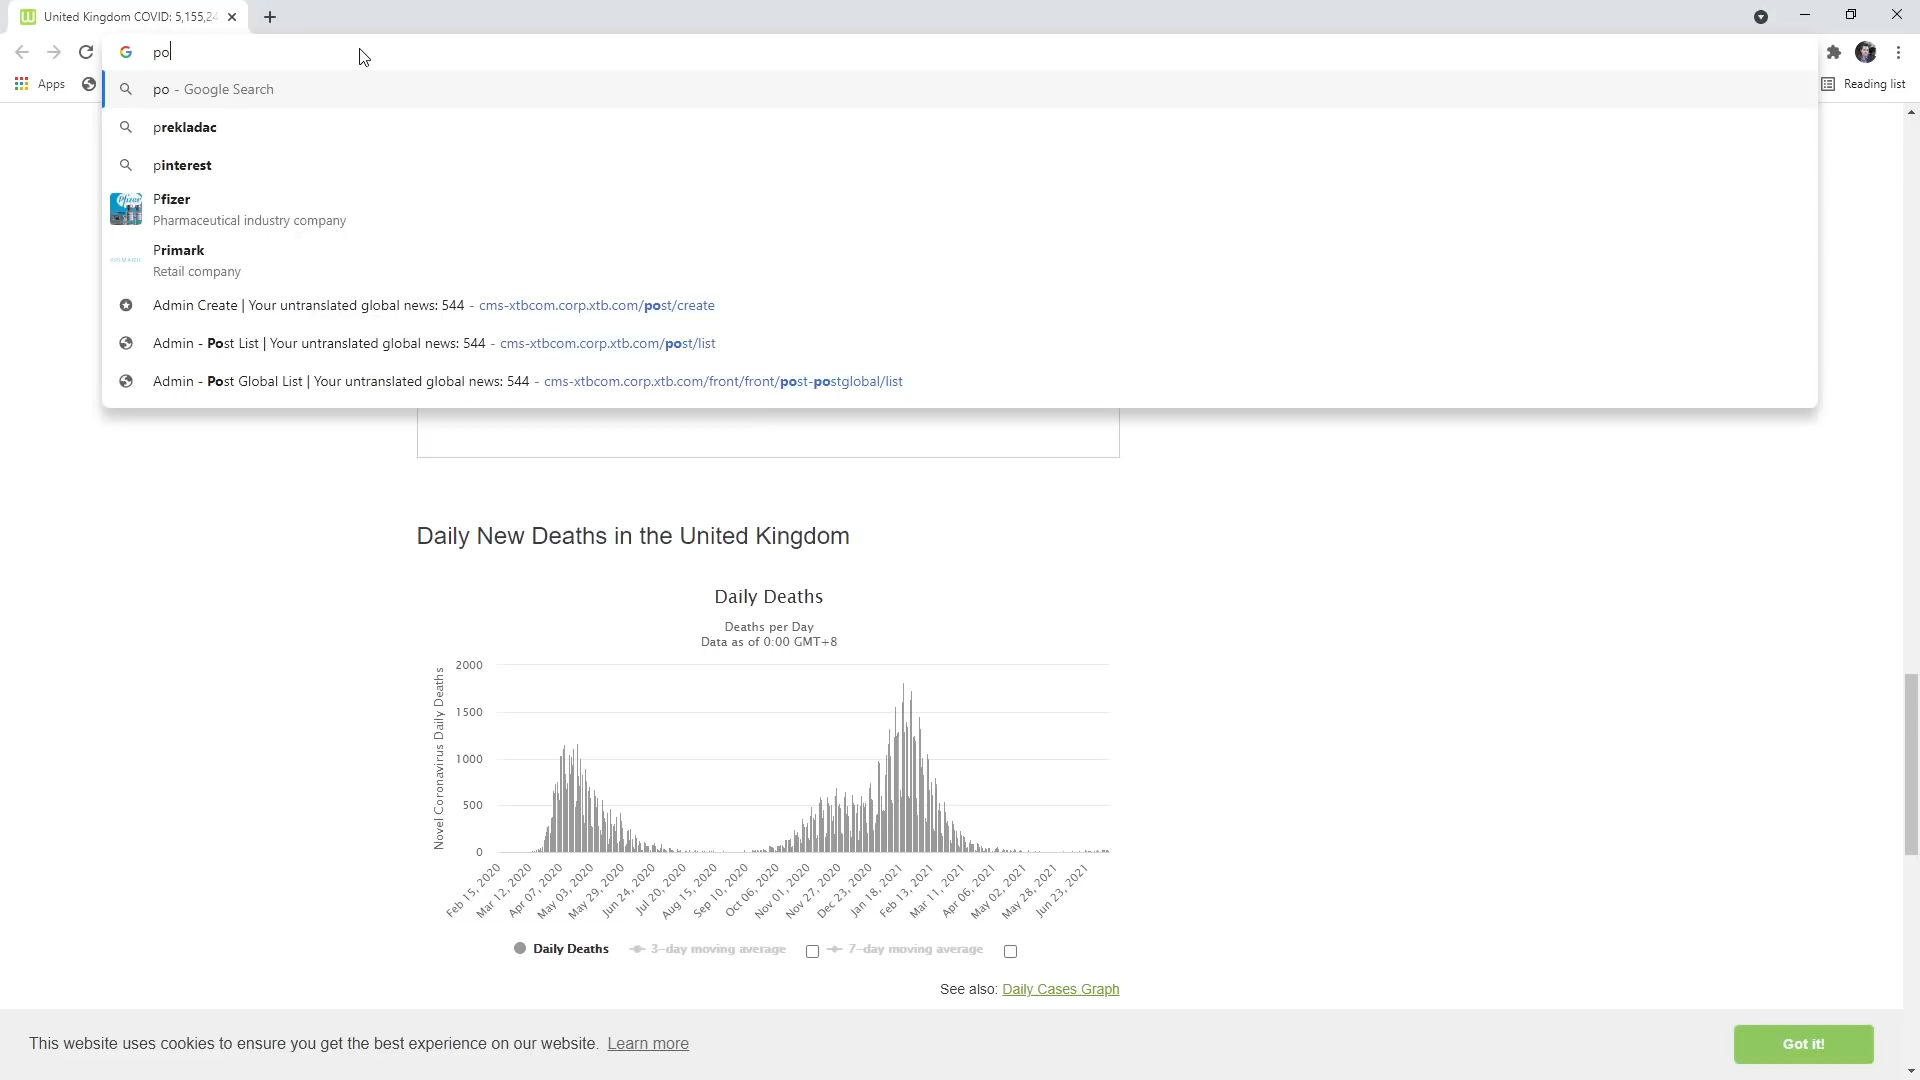 United Kingdom COVID: 5,155,24
po
Apps
Reading list
po - Google Search
prekladac
pinterest
Pfizer
Pharmaceutical industry company
Primark
Retail company
Admin Create | Your untranslated global news: 544 - cms-xtbcom.corp.xtb.com/post/create
Admin - Post List | Your untranslated global news: 544 - cms-xtbcom.corp.xtb.com/post/list
Admin - Post Global List | Your untranslated global news: 544 - cms-xtbcom.corp.xtb.com/front/front/post-postglobal/list
Daily New Deaths in the United Kingdom
Daily Deaths
Deaths per Day
Data as of 0:00 GMT+8
Novel Coronavirus Daily Deaths
2000
1500
1000
500
0
Feb 15, 2020
Mar 12, 2020
Apr 07, 2020
May 03, 2020
May 29, 2020
Jun 24, 2020
Jul 20, 2020
Aug 15, 2020
Sep 10, 2020
Oct 06, 2020
Nov 01, 2020
Nov 27, 2020
Dec 23, 2020
Jan 18, 2021
Feb 13, 2021
Mar 11, 2021
Apr 06, 2021
May 02, 2021
May 28, 2021
Jun 23, 2021
Daily Deaths 3-day moving average 7-day moving average
See also: Daily Cases Graph
This website uses cookies to ensure you get the best experience on our website. Learn more
Got it!